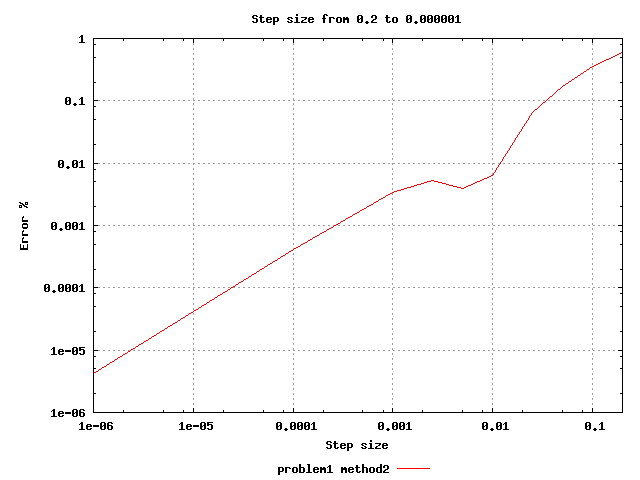 Step size from 0.2 to 0.000001
1
0.1
0.01
0.001
0.0001
1e-05
1e-06
Error %
1e-06 1e-05 0.0001 0.001 0.01 0.1
Step size
problem1 method2